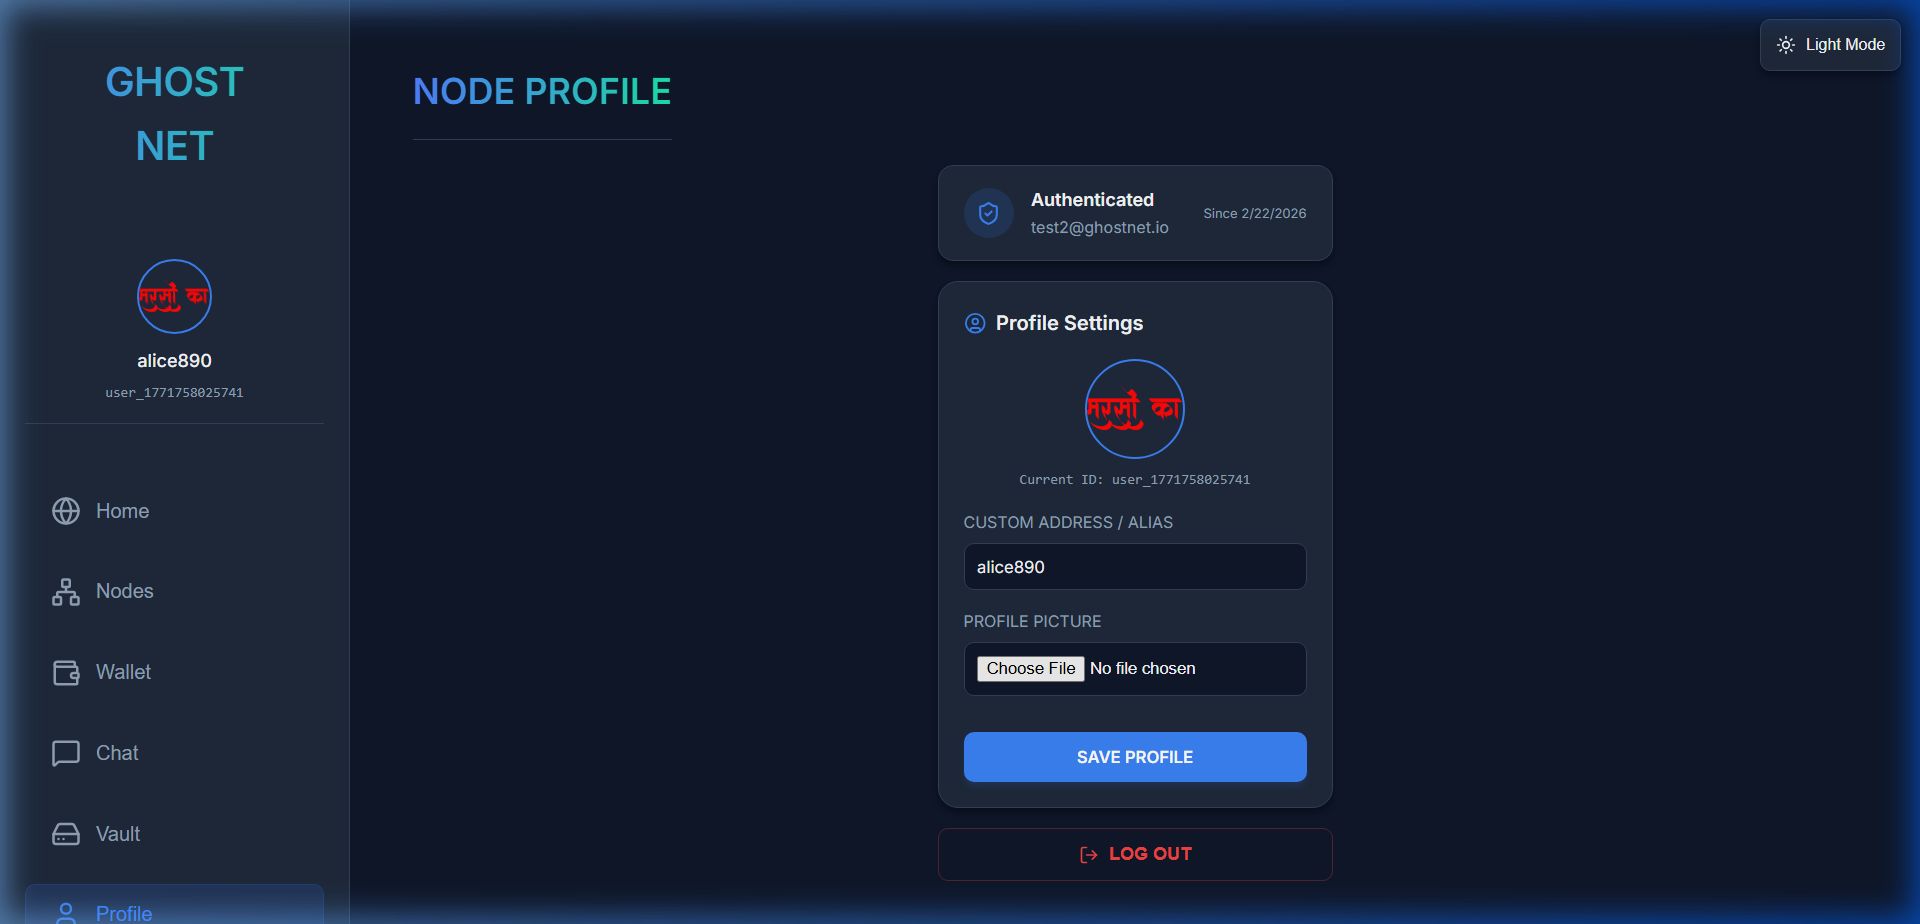 GHOST
NET
alice890
user_1771758025741
Home
Nodes
Wallet
Chat
Vault
Profile
Light Mode
NODE PROFILE
Authenticated
test2@ghostnet.io
Since 2/22/2026
Profile Settings
का
Current ID: user_1771758025741
CUSTOM ADDRESS / ALIAS
alice890
PROFILE PICTURE
Choose File No file chosen
SAVE PROFILE
LOG OUT